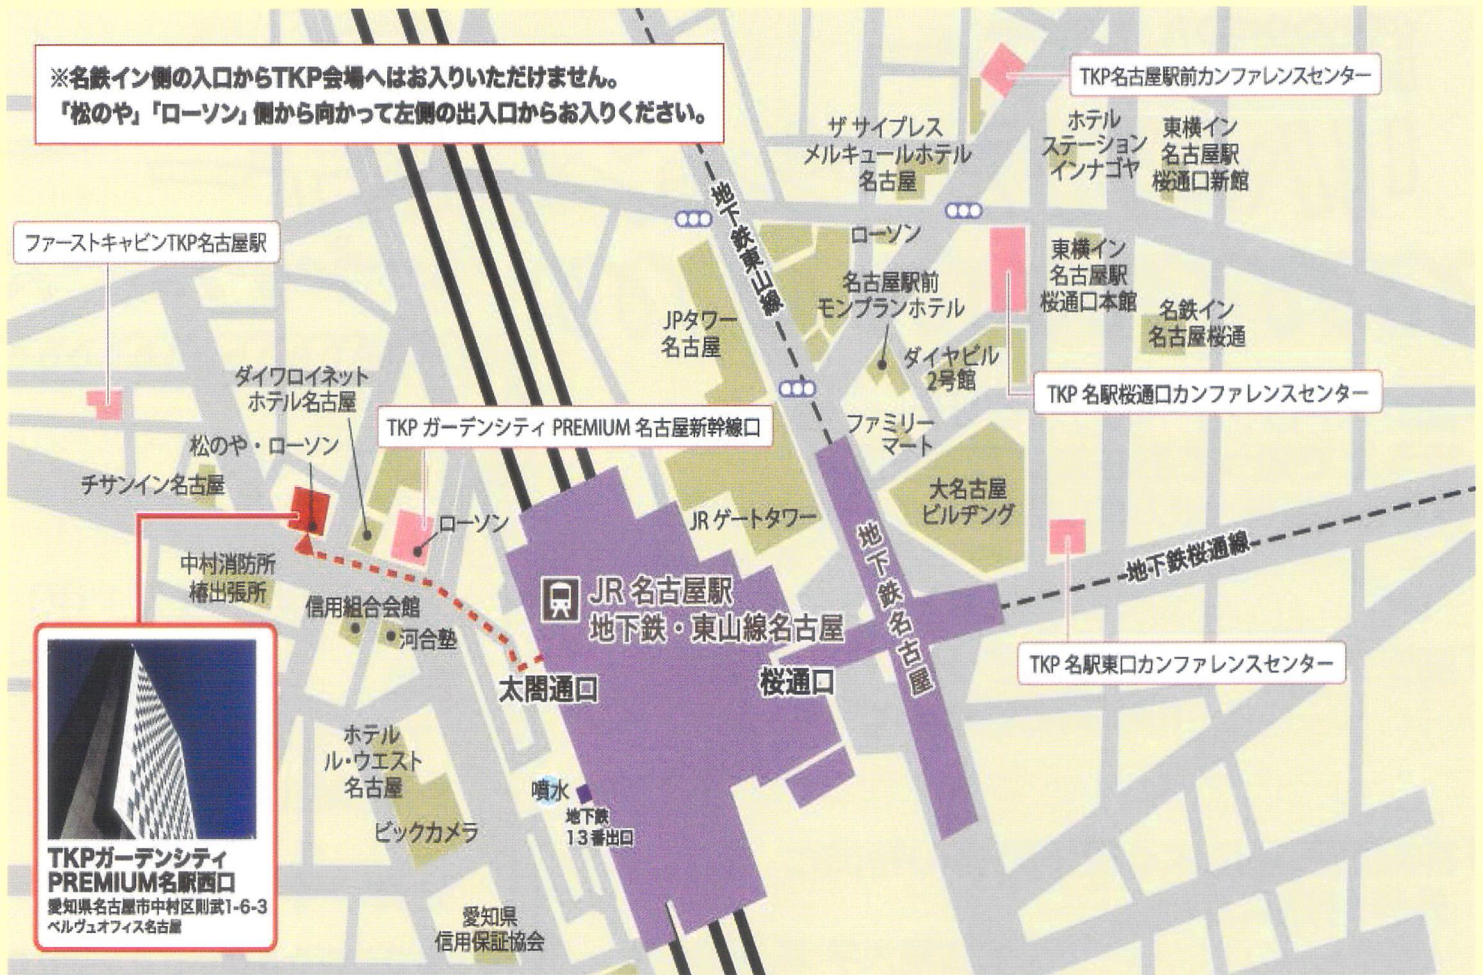 ※名鉄イン側の入口からTKP会場へはお入りいただけません。
「松のや」「ローソン」側から向かって左側の出入口からお入りください。
TKP名古屋駅前カンファレンスセンター
ザ サイプレス
メルキュールホテル
名古屋
ホテル
ステーション
インナゴヤ
東横イン
名古屋駅
桜通口新館
地下鉄東山線
ファーストキャビンTKP名古屋駅
ローソン
名古屋駅前
モンブランホテル
東横イン
名古屋駅
桜通口本館
名鉄イン
名古屋桜通
JPタワー
名古屋
ダイヤビル
2号館
TKP 名駅桜通口カンファレンスセンター
ダイワロイネット
ホテル名古屋
TKP ガーデンシティ PREMIUM 名古屋新幹線口
ファミリー
マート
松のや・ローソン
チサンイン名古屋
大名古屋
ビルヂング
JR ゲートタワー
ローソン
地下鉄名古屋
地下鉄桜通線
中村消防所
椿出張所
信用組合会館
河合塾
JR 名古屋駅
地下鉄・東山線名古屋
太閤通口
桜通口
TKP 名駅東口カンファレンスセンター
ホテル
ル・ウエスト
名古屋
ビックカメラ
噴水
地下鉄
13番出口
愛知県
信用保証協会
TKPガーデンシティ
PREMIUM名駅西口
愛知県名古屋市中村区則武1-6-3
ベルヴュオフィス名古屋